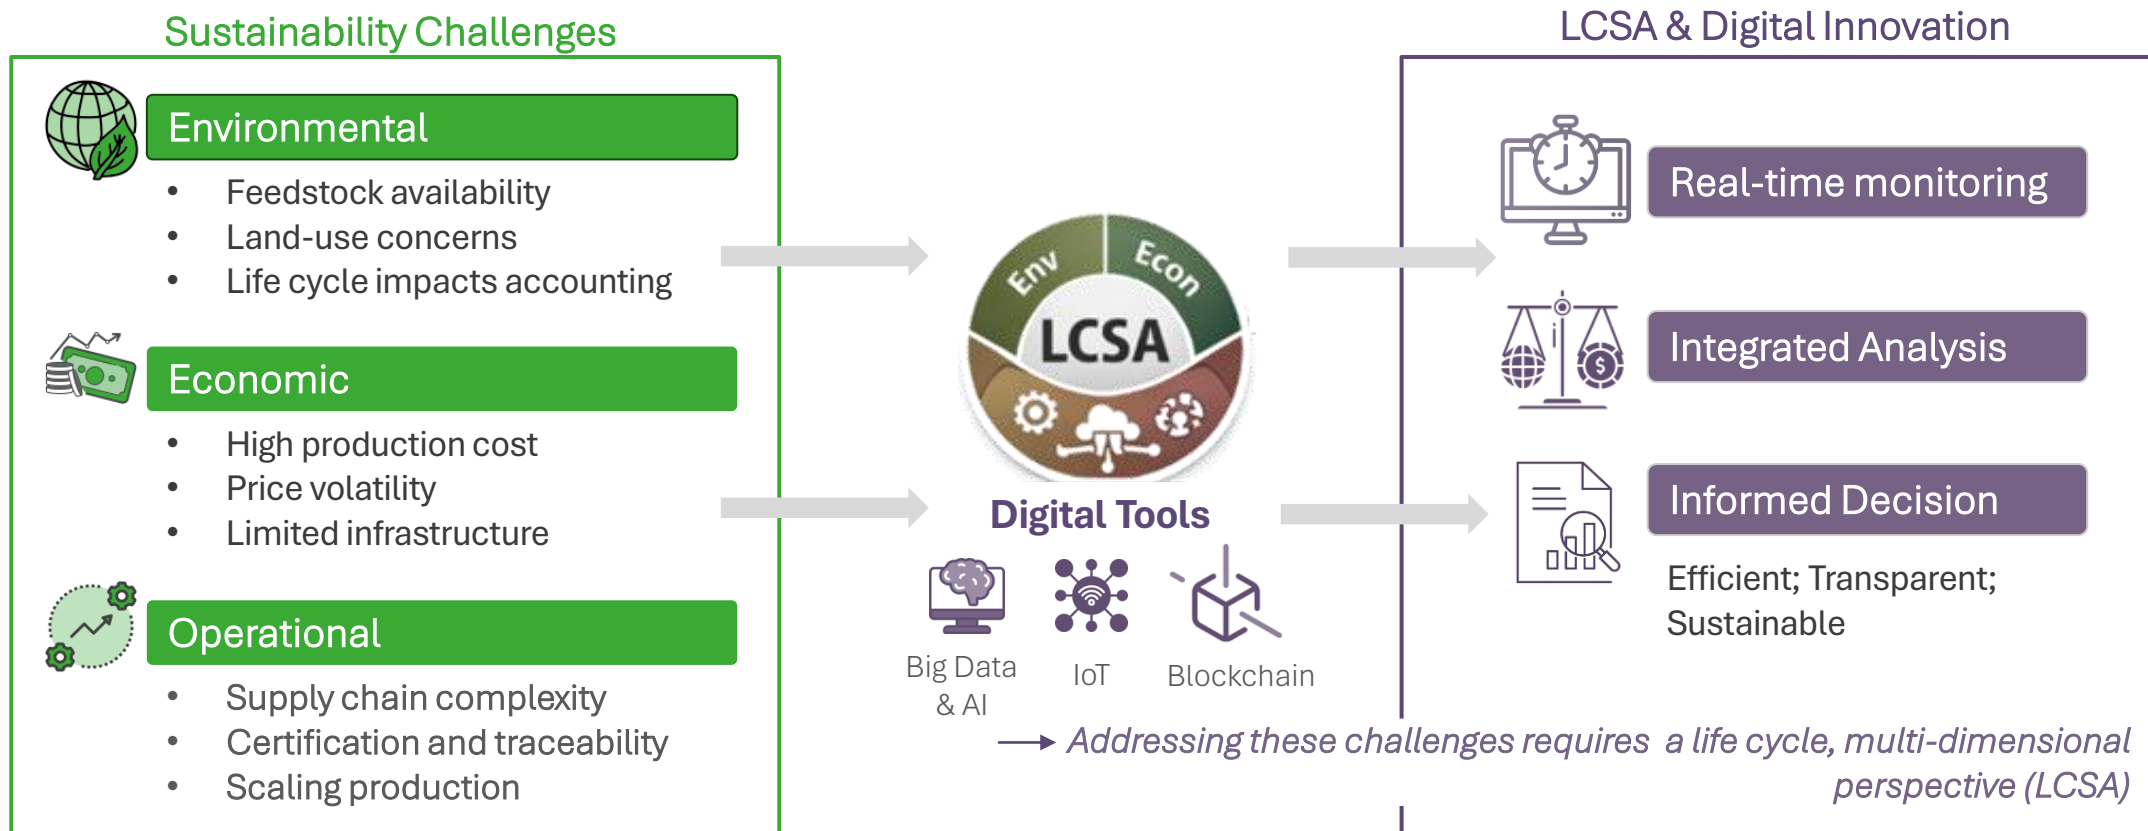 Sustainability Challenges
Environmental
• Feedstock availability
• Land-use concerns
• Life cycle impacts accounting
Economic
• High production cost
• Price volatility
• Limited infrastructure
Operational
• Supply chain complexity
• Certification and traceability
• Scaling production
Env
Econ
LCSA
Digital Tools
Big Data
& AI
IoT
Blockchain
LCSA & Digital Innovation
Real-time monitoring
Integrated Analysis
Informed Decision
Efficient; Transparent;
Sustainable
Addressing these challenges requires a life cycle, multi-dimensional
perspective (LCSA)